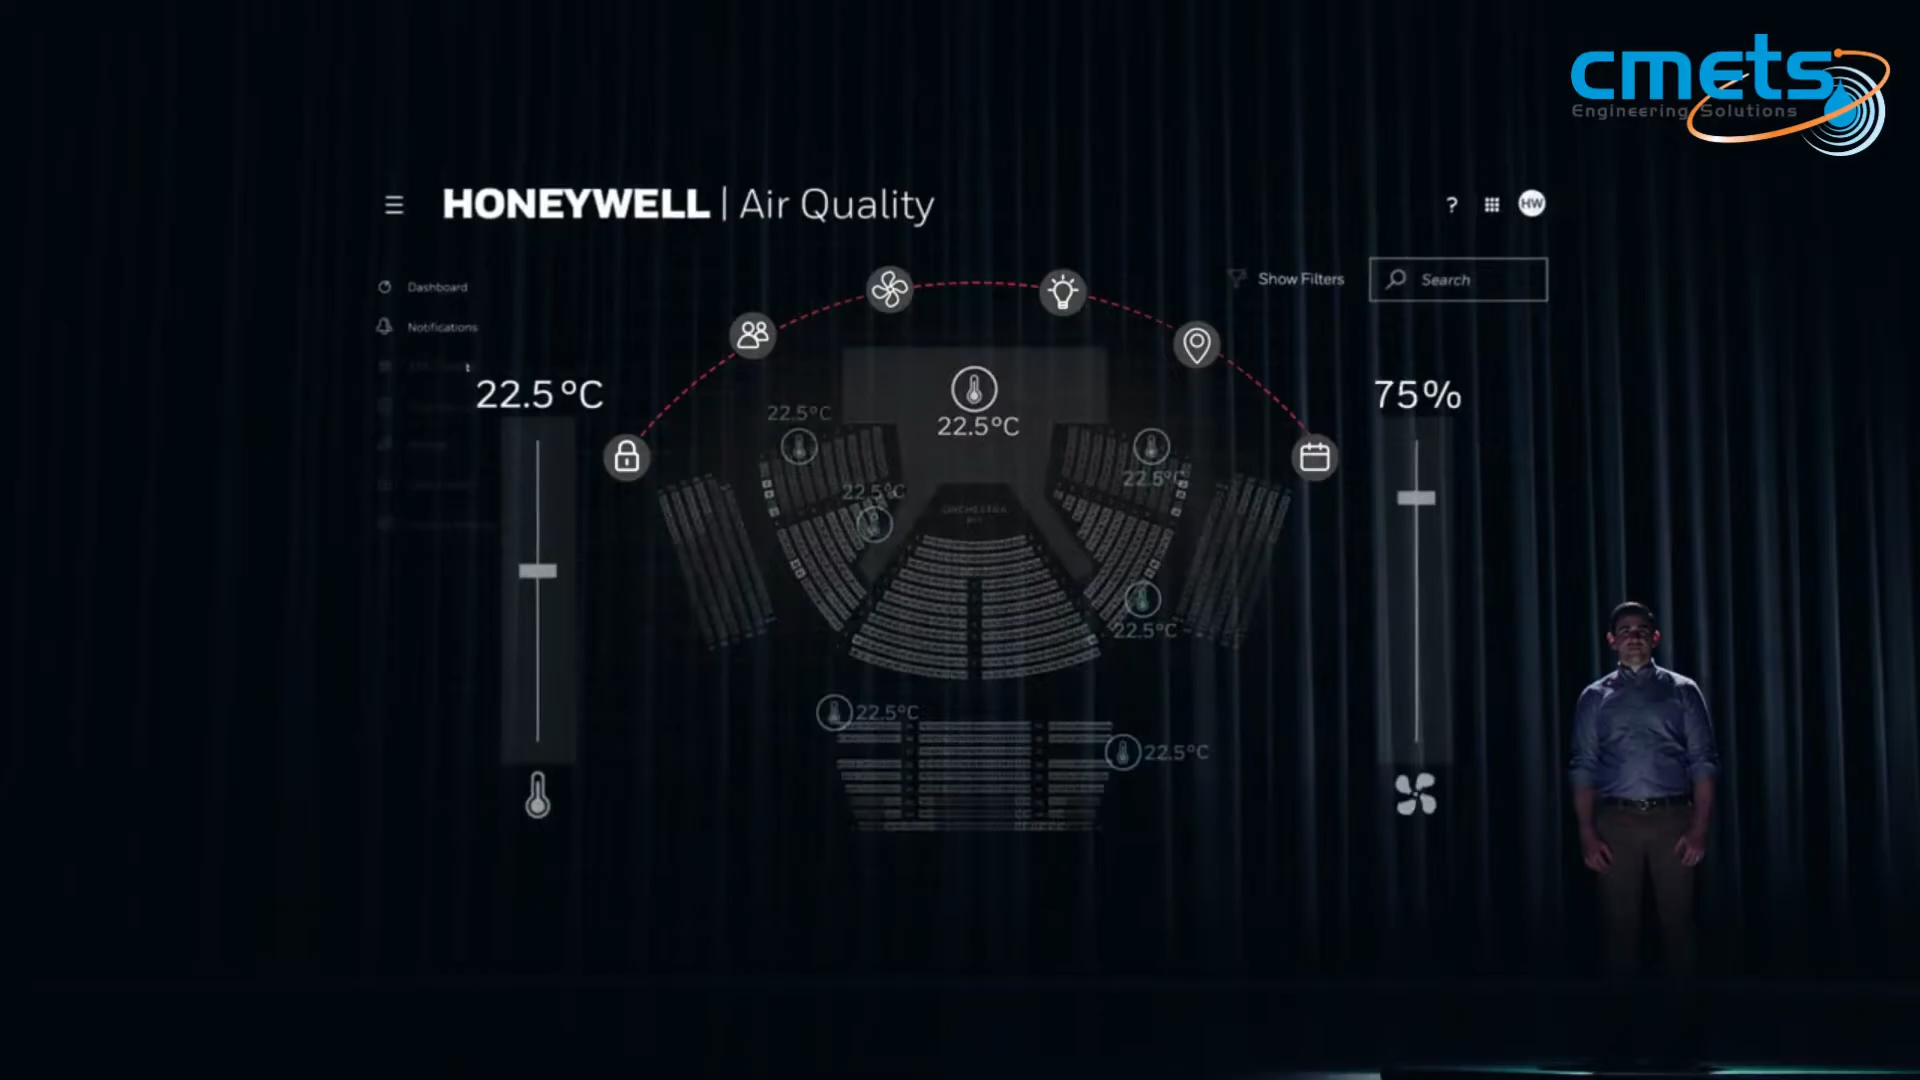 cmets
Engineering Solutions
HONEYWELL | Air Quality
?
HW
Dashboard
Show Filters
Search
Notifications
22.5°C
75%
22.5°C
22.5°C
22.5°C
22.5°C
ORCHESTRA
22.5°C
22.5°C
22.5°C